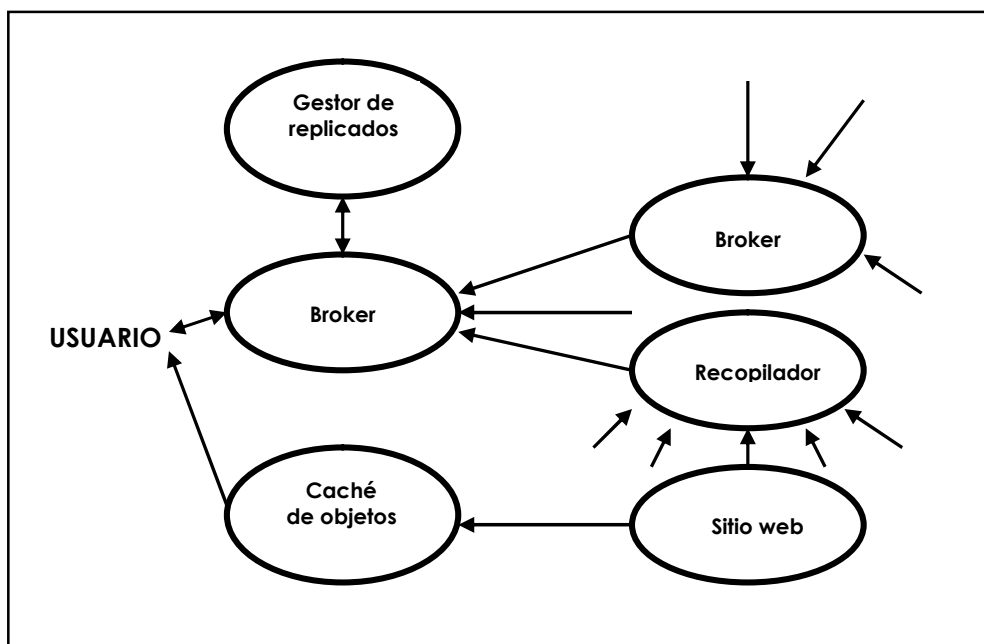 Gestor de
replicados
Broker
Broker
USUARIO
Recopilador
Caché
de objetos
Sitio web